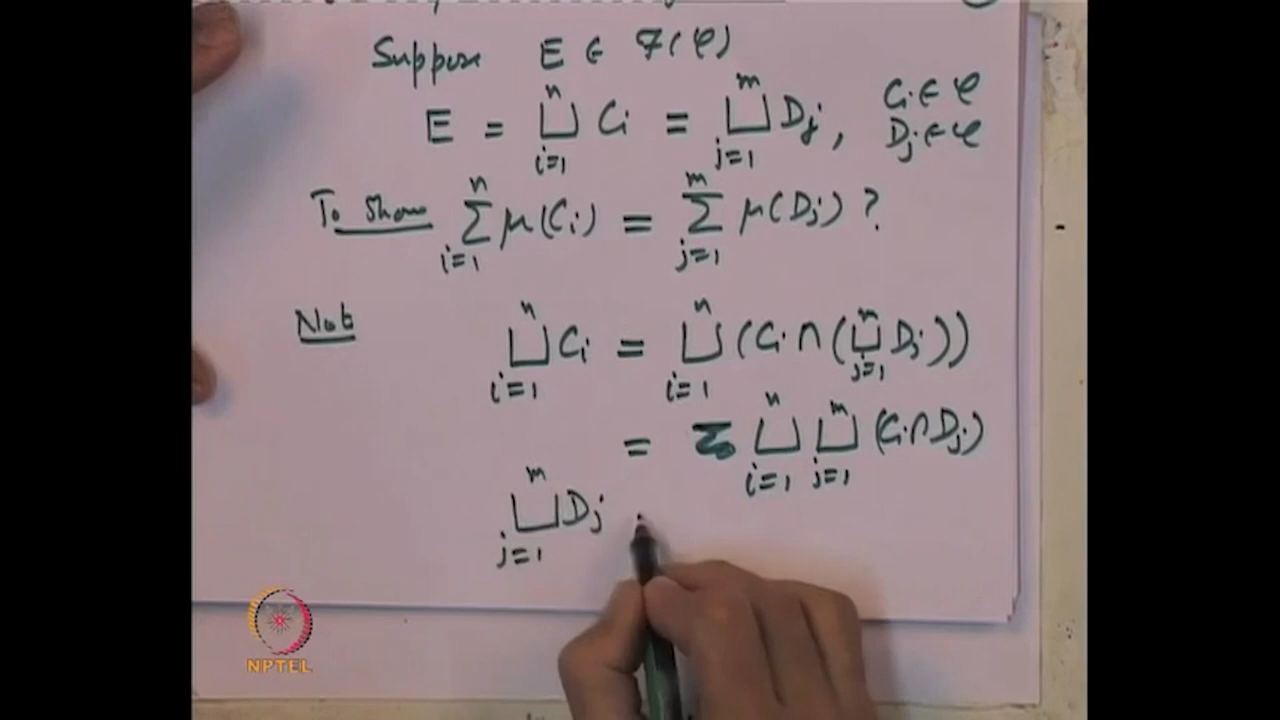 Suppose E ∈ F(𝒞)
E = ⊔_{i=1}^{n} C_i = ⊔_{j=1}^{m} D_j , C_i ∈ 𝒞
D_j ∈ 𝒞
To Show ∑_{i=1}^{n} μ(C_i) = ∑_{j=1}^{m} μ(D_j) ?
Not ⊔_{i=1}^{n} C_i = ⊔_{i=1}^{n} (C_i ∩ (⊔_{j=1}^{m} D_j))
= ⊔_{i=1}^{n} ⊔_{j=1}^{m} (C_i ∩ D_j)
⊔_{j=1}^{m} D_j
NPTEL